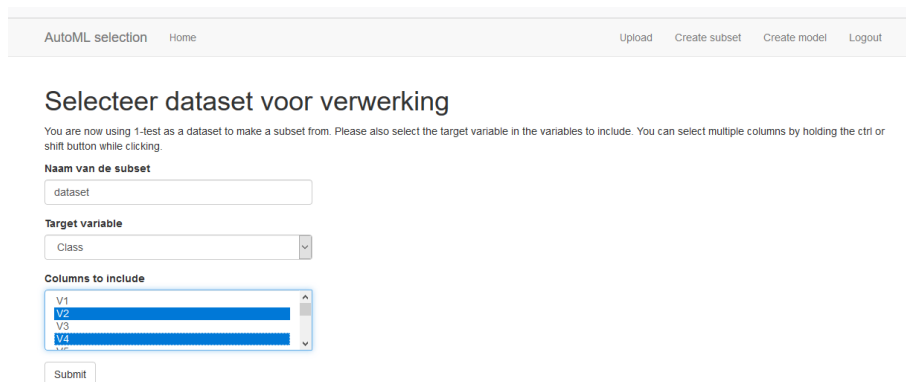 AutoML selection Home Upload Create subset Create model Logout
Selecteer dataset voor verwerking
You are now using 1-test as a dataset to make a subset from. Please also select the target variable in the variables to include. You can select multiple columns by holding the ctrl or
shift button while clicking.
Naam van de subset
dataset
Target variable
Class
Columns to include
V1
V2
V3
V4
Submit